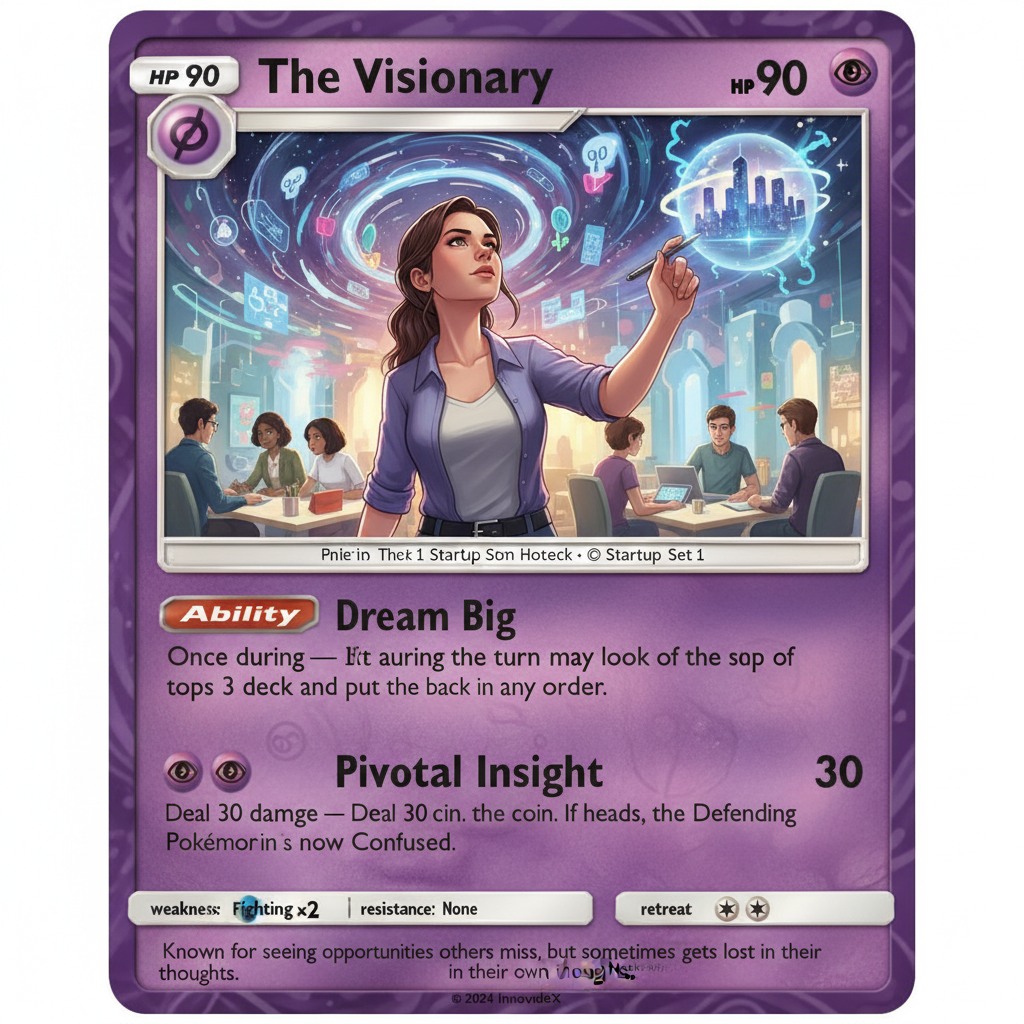 HP 90
The Visionary
HP 90
in Thek 1 Startup Son Hoteck · © Startup Set 1
Ability
Dream Big
Once during — auring the turn may look of the sop of
tops 3 deck and put the back in any order.
Pivotal Insight
30
Deal 30 damge — Deal 30 cin. the coin. If heads, the Defending
Pokémorin s now Confused.
weakness: Fighting x2 | resistance: None
retreat
Known for seeing opportunities others miss, but sometimes gets lost in their
thoughts.
in their own
© 2024 InnovideX